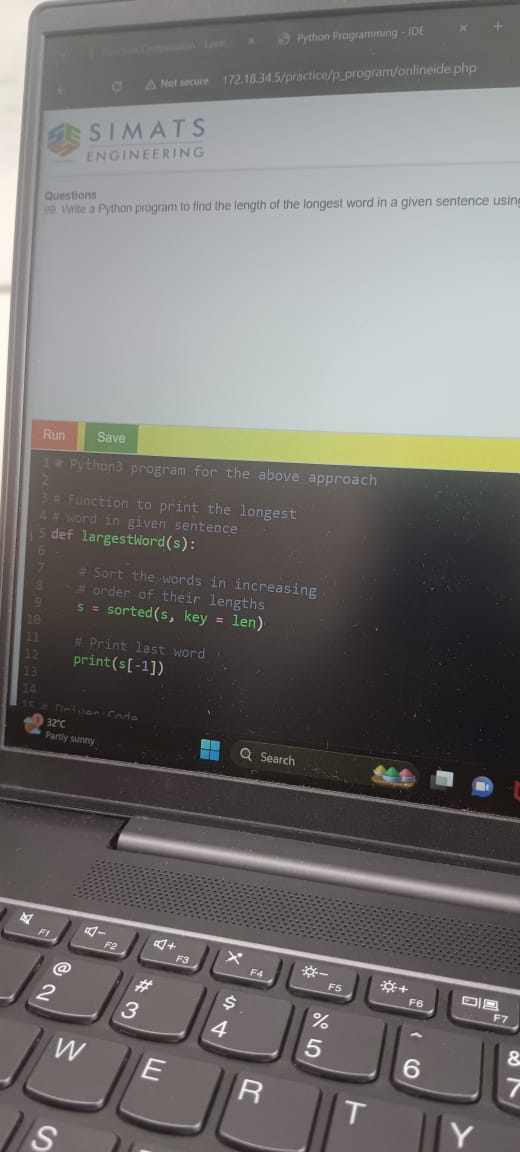 Python Programming - IDE
Not secure 172.18.34.5/practice/p_program/onlineide.php
SIMATS
ENGINEERING
Questions
99. Write a Python program to find the length of the longest word in a given sentence using
Run Save
1 # Python3 program for the above approach
2
3 # Function to print the longest
4 # word in given sentence
5 def largestWord(s):
6
7 # Sort the words in increasing
8 # order of their lengths
9 s = sorted(s, key = len)
10
11 # Print last word
12 print(s[-1])
13
14
15 # Driver Code
1
32°C
Partly sunny
Search
F1 F2 F3 F4 F5 F6 F7
@ # $ % ^ &
2 3 4 5 6 7
W E R T Y
S